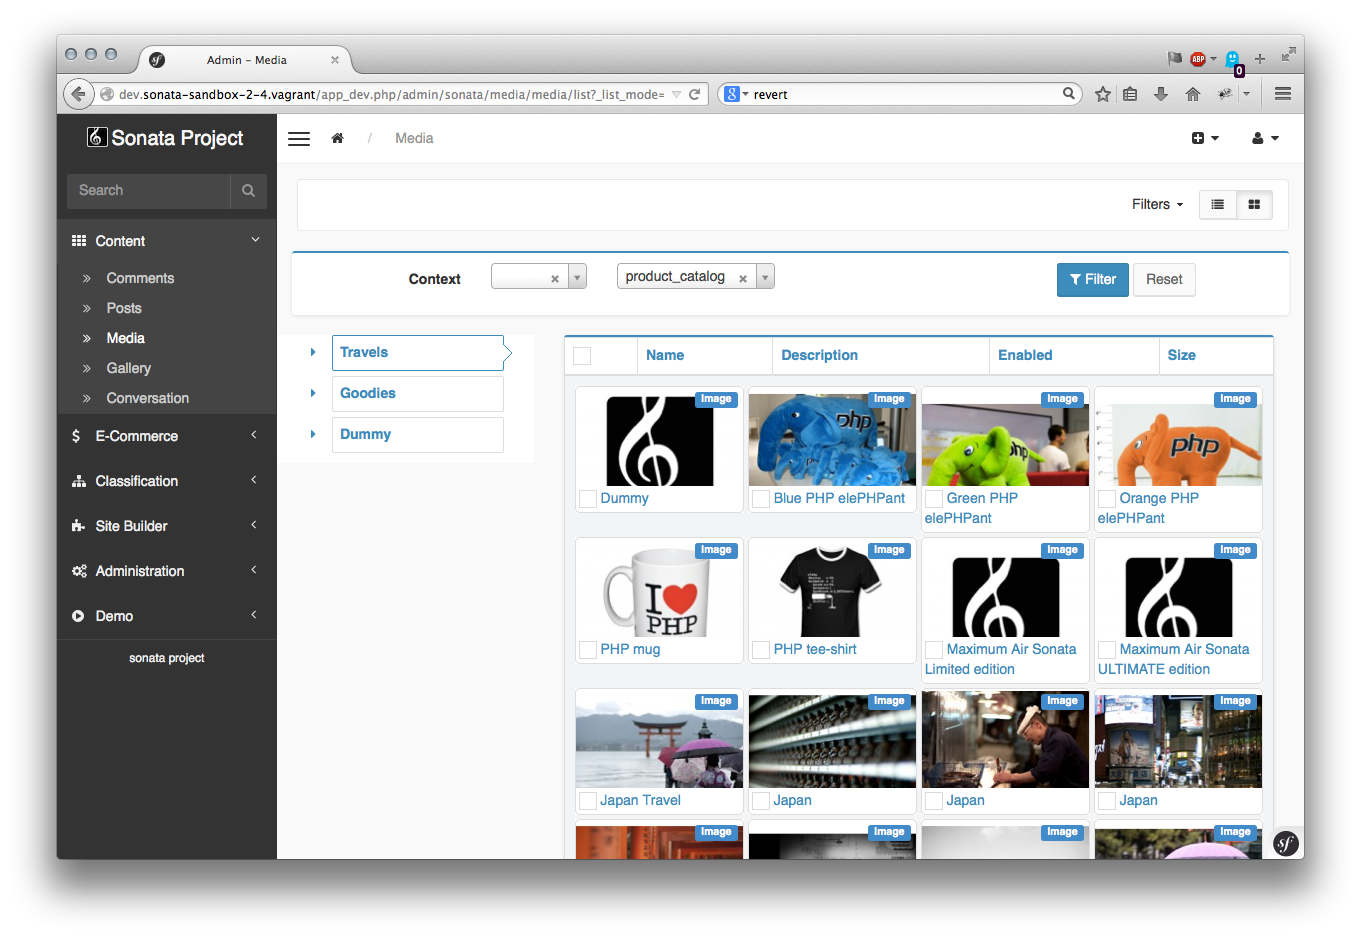 Admin – Media
ABP
0
dev.sonata-sandbox-2-4.vagrant/app_dev.php/admin/sonata/media/media/list?_list_mode=
revert
Sonata Project
/
Media
Search
Filters
Content
Comments
Posts
Media
Gallery
Conversation
E-Commerce
Classification
Site Builder
Administration
Demo
sonata project
Context
product_catalog
Filter
Reset
Travels
Goodies
Dummy
Name
Description
Enabled
Size
Image
Dummy
Image
php
Blue PHP elePHPant
Image
php
Green PHP
elePHPant
Image
php
Orange PHP
elePHPant
Image
I
PHP
PHP mug
Image
PHP tee-shirt
Image
Maximum Air Sonata
Limited edition
Image
Maximum Air Sonata
ULTIMATE edition
Image
Japan Travel
Image
Japan
Image
Japan
Image
Japan
Image
Image
Image
Image
sf